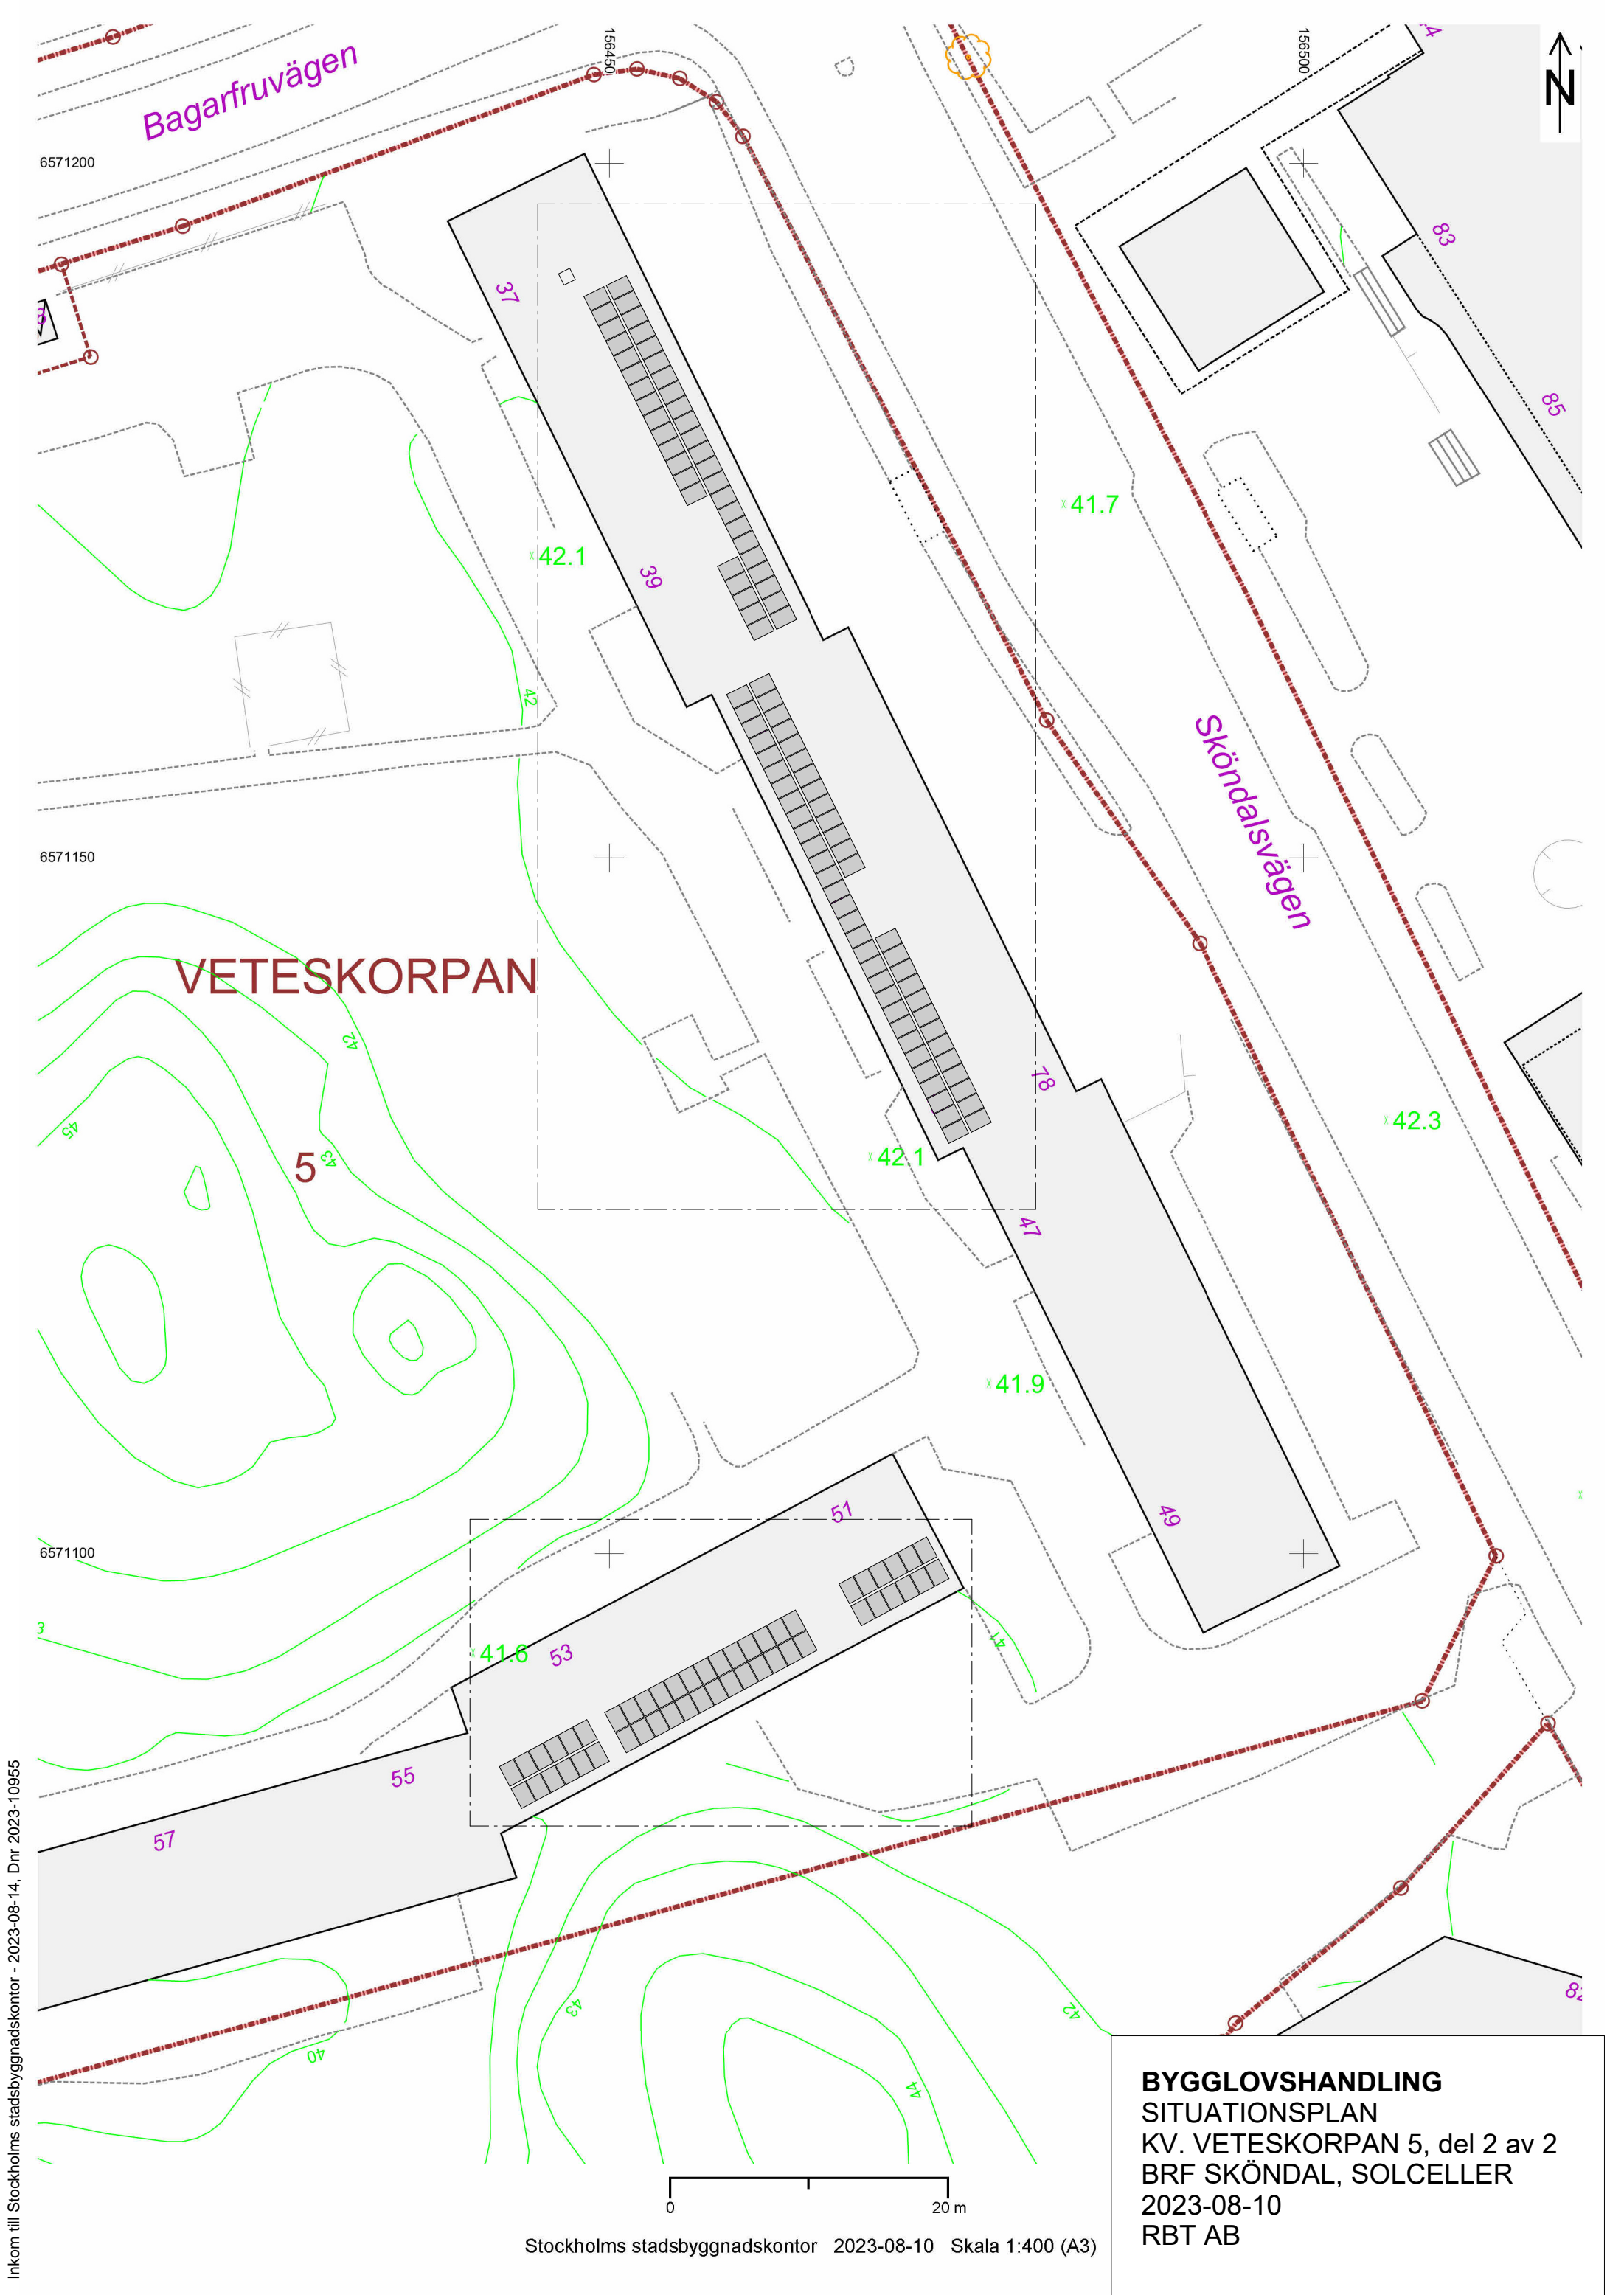 Bagarfruvägen
156450
156500
N
6571200
83
37
85
41.7
42.1
39
42
Sköndalsvägen
6571150
VETESKORPAN
42
78
42.3
45
43
5
42.1
47
41.9
51
49
6571100
3
41
41.6
53
55
57
43
42
40
44
BYGGLOVSHANDLING
SITUATIONSPLAN
KV. VETESKORPAN 5, del 2 av 2
BRF SKÖNDAL, SOLCELLER
2023-08-10
RBT AB
0
20 m
Stockholms stadsbyggnadskontor 2023-08-10 Skala 1:400 (A3)
Inkom till Stockholms stadsbyggnadskontor - 2023-08-14, Dnr 2023-10955